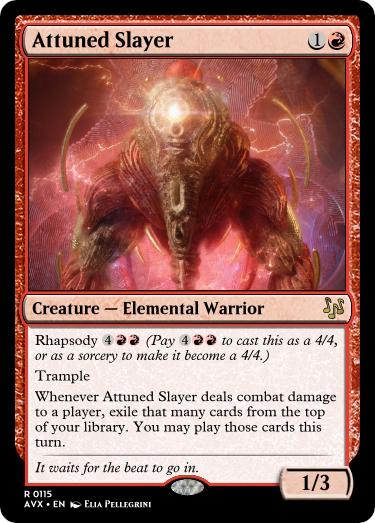 Attuned Slayer 1
Creature — Elemental Warrior
Rhapsody 4 (Pay 4 to cast this as a 4/4,
or as a sorcery to make it become a 4/4.)
Trample
Whenever Attuned Slayer deals combat damage
to a player, exile that many cards from the top
of your library. You may play those cards this
turn.
It waits for the beat to go in.
1/3
R 0115
AVX • EN Elia Pellegrini